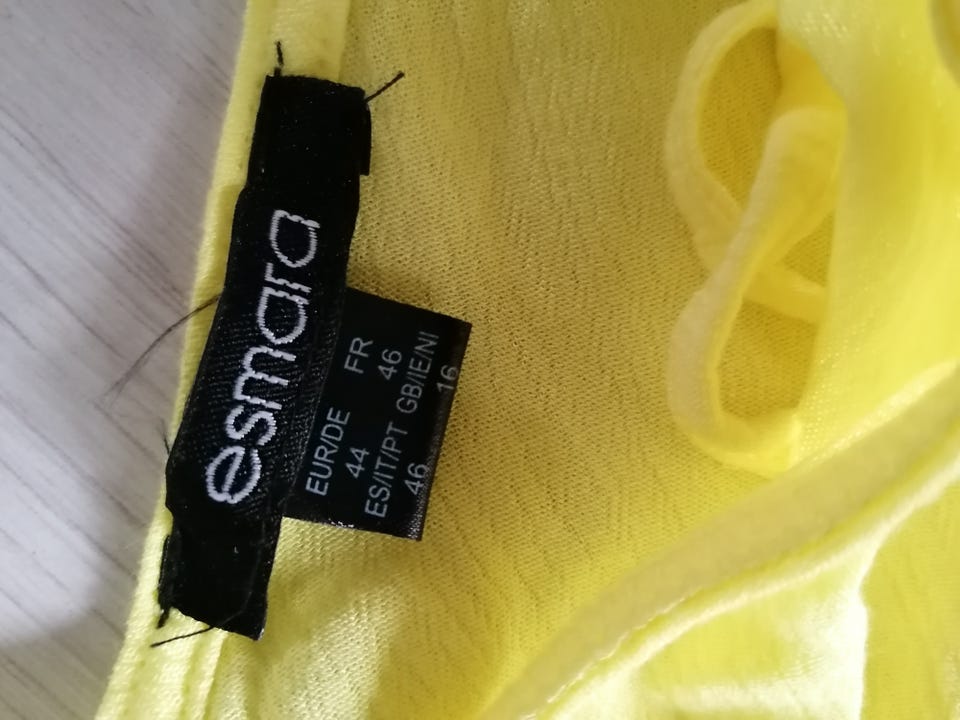 esmara
EUR/DE FR
44 46
ES/IT/PT GB/IE/NI
46 16